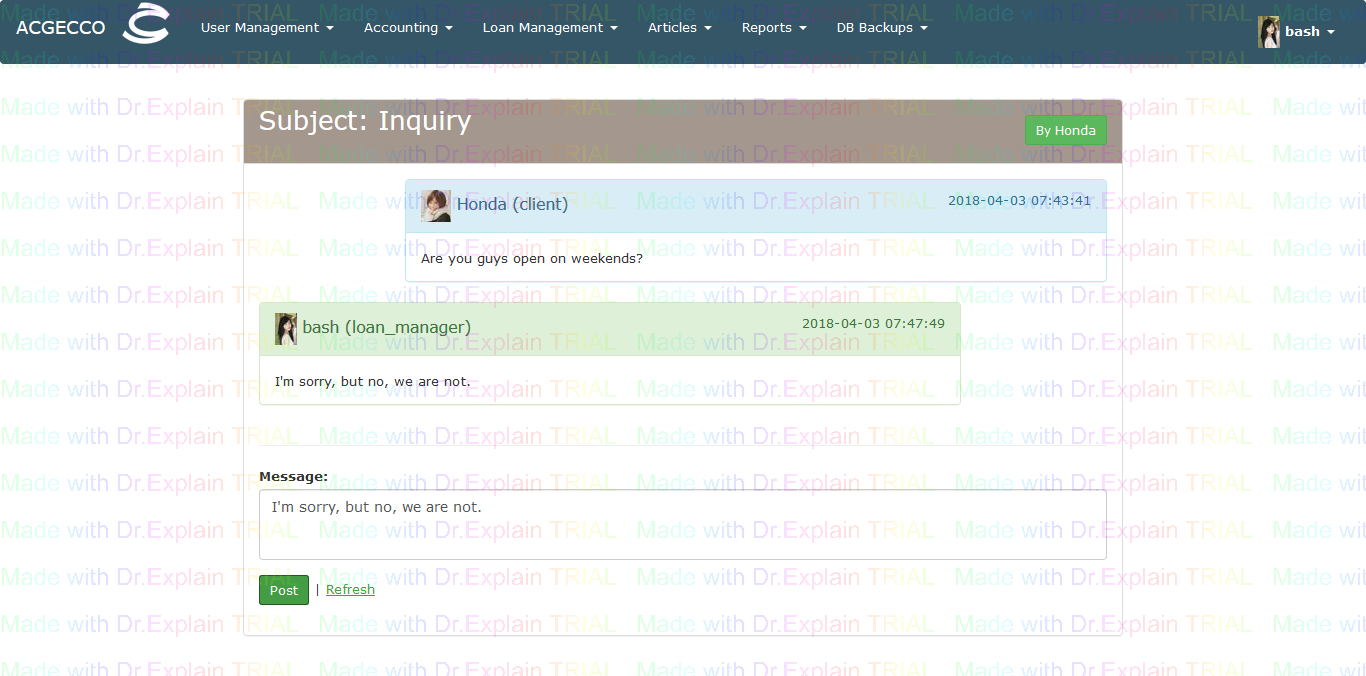 ACGECCO User Management Accounting Loan Management Articles Reports DB Backups bash
Subject: Inquiry
By Honda
Honda (client) 2018-04-03 07:43:41
Are you guys open on weekends?
bash (loan_manager) 2018-04-03 07:47:49
I'm sorry, but no, we are not.
Message:
I'm sorry, but no, we are not.
Post | Refresh
Made with Dr.Explain TRIAL